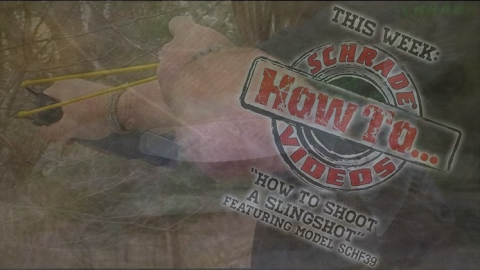 THIS WEEK:
SCHRADE
HOW TO...
VIDEOS
"HOW TO SHOOT
A SLINGSHOT"
FEATURING MODEL SCHF39